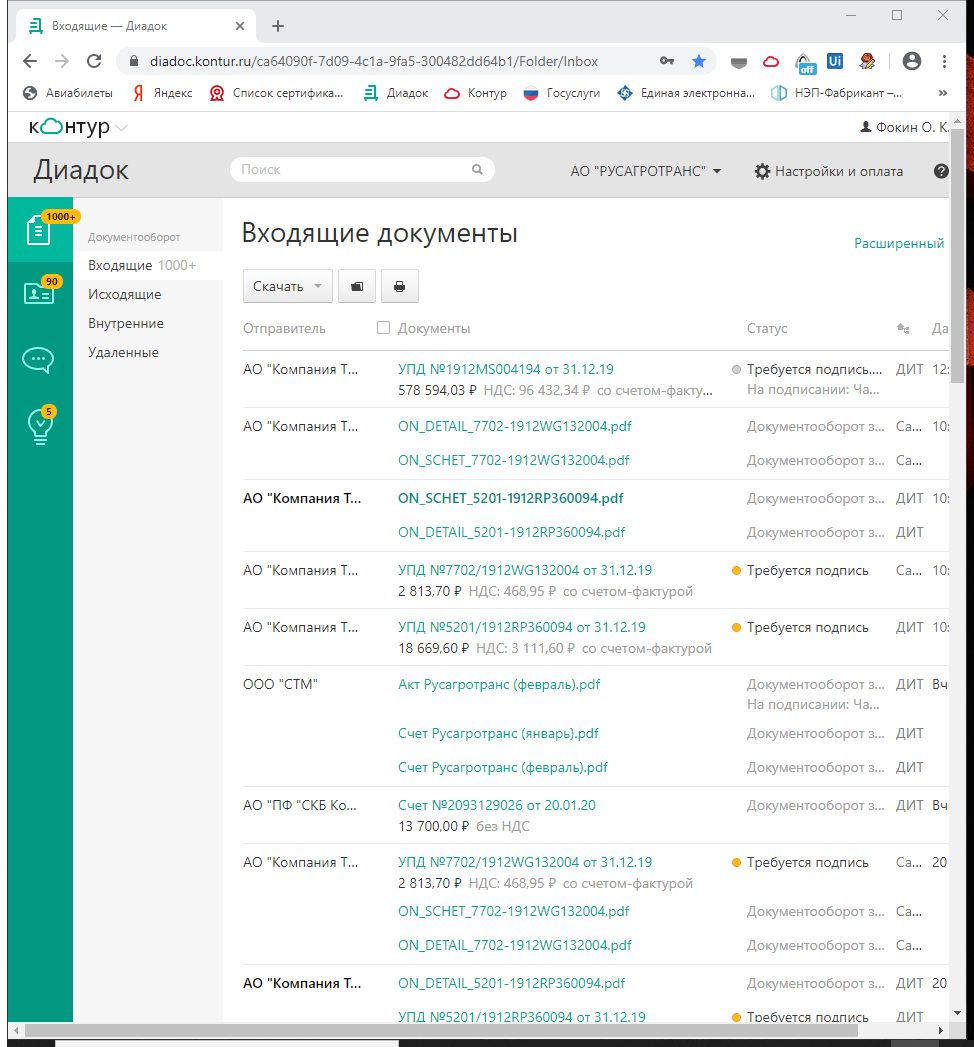 Входящие — Диадок
diadoc.kontur.ru/ca64090f-7d09-4c1a-9fa5-300482dd64b1/Folder/Inbox
off Ui
Авиабилеты Яндекс Список сертифика... Диадок Контур Госуслуги Единая электронна... НЭП-Фабрикант –... »
контур Фокин О. К.
Диадок Поиск АО "РУСАГРОТРАНС" Настройки и оплата ?
1000+
90
5
Документооборот
Входящие 1000+
Исходящие
Внутренние
Удаленные
Входящие документы
Расширенный
Скачать
Отправитель Документы Статус Да
АО "Компания Т... УПД №1912MS004194 от 31.12.19 Требуется подпись.... ДИТ 12:
578 594,03 ₽ НДС: 96 432,34 ₽ со счетом-факту... На подписании: Ча...
АО "Компания Т... ON_DETAIL_7702-1912WG132004.pdf Документооборот з... Са... 10:
ON_SCHET_7702-1912WG132004.pdf Документооборот з... Са...
АО "Компания Т... ON_SCHET_5201-1912RP360094.pdf Документооборот з... ДИТ 10:
ON_DETAIL_5201-1912RP360094.pdf Документооборот з... ДИТ
АО "Компания Т... УПД №7702/1912WG132004 от 31.12.19 Требуется подпись Са... 10:
2 813,70 ₽ НДС: 468,95 ₽ со счетом-фактурой
АО "Компания Т... УПД №5201/1912RP360094 от 31.12.19 Требуется подпись ДИТ 10:
18 669,60 ₽ НДС: 3 111,60 ₽ со счетом-фактурой
ООО "СТМ" Акт Русагротранс (февраль).pdf Документооборот з... ДИТ Вч
На подписании: Ча...
Счет Русагротранс (январь).pdf Документооборот з... ДИТ
Счет Русагротранс (февраль).pdf Документооборот з... ДИТ
АО "ПФ "СКБ Ко... Счет №2093129026 от 20.01.20 Документооборот з... ДИТ Вч
13 700,00 ₽ без НДС
АО "Компания Т... УПД №7702/1912WG132004 от 31.12.19 Требуется подпись Са... 20
2 813,70 ₽ НДС: 468,95 ₽ со счетом-фактурой
ON_SCHET_7702-1912WG132004.pdf Документооборот з... Са...
ON_DETAIL_7702-1912WG132004.pdf Документооборот з... Са...
АО "Компания Т... ON_DETAIL_5201-1912RP360094.pdf Документооборот з... ДИТ 20
УПД №5201/1912RP360094 от 31.12.19 Требуется подпись ДИТ